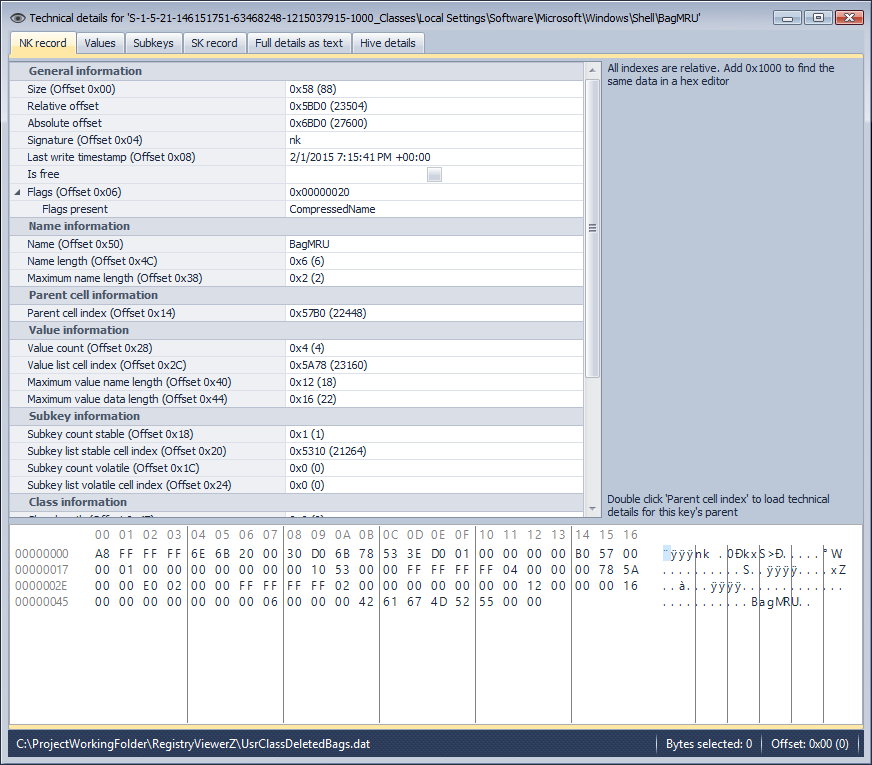 Technical details for 'S-1-5-21-146151751-63468248-1215037915-1000_Classes\Local Settings\Software\Microsoft\Windows\Shell\BagMRU'
NK record Values Subkeys SK record Full details as text Hive details
General information
Size (Offset 0x00) 0x58 (88)
Relative offset 0x5BD0 (23504)
Absolute offset 0x6BD0 (27600)
Signature (Offset 0x04) nk
Last write timestamp (Offset 0x08) 2/1/2015 7:15:41 PM +00:00
Is free
Flags (Offset 0x06) 0x00000020
Flags present CompressedName
Name information
Name (Offset 0x50) BagMRU
Name length (Offset 0x4C) 0x6 (6)
Maximum name length (Offset 0x38) 0x2 (2)
Parent cell information
Parent cell index (Offset 0x14) 0x57B0 (22448)
Value information
Value count (Offset 0x28) 0x4 (4)
Value list cell index (Offset 0x2C) 0x5A78 (23160)
Maximum value name length (Offset 0x40) 0x12 (18)
Maximum value data length (Offset 0x44) 0x16 (22)
Subkey information
Subkey count stable (Offset 0x18) 0x1 (1)
Subkey list stable cell index (Offset 0x20) 0x5310 (21264)
Subkey count volatile (Offset 0x1C) 0x0 (0)
Subkey list volatile cell index (Offset 0x24) 0x0 (0)
Class information
All indexes are relative. Add 0x1000 to find the
same data in a hex editor
Double click 'Parent cell index' to load technical
details for this key's parent
00 01 02 03 04 05 06 07 08 09 0A 0B 0C 0D 0E 0F 10 11 12 13 14 15 16
00000000 A8 FF FF FF 6E 6B 20 00 30 D0 6B 78 53 3E D0 01 00 00 00 00 B0 57 00 ¨ÿÿÿnk .0ÐkxS>Ð.....°W.
00000017 00 01 00 00 00 00 00 00 00 10 53 00 00 FF FF FF FF 04 00 00 00 78 5A ..........S..ÿÿÿÿ....xZ
0000002E 00 00 E0 02 00 00 FF FF FF FF 02 00 00 00 00 00 00 00 12 00 00 00 16 ..à...ÿÿÿÿ.............
00000045 00 00 00 00 00 00 00 06 00 00 00 42 61 67 4D 52 55 00 00 ...........BagMRU..
C:\ProjectWorkingFolder\RegistryViewerZ\UsrClassDeletedBags.dat Bytes selected: 0 Offset: 0x00 (0)